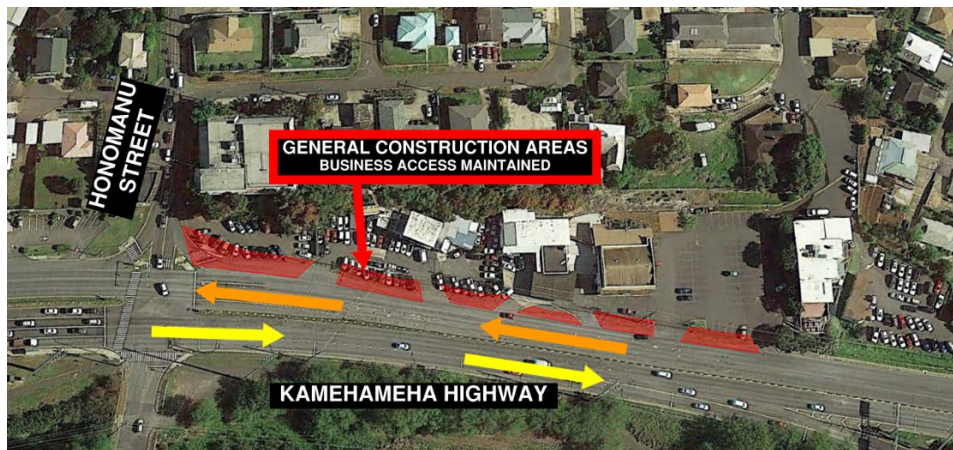 HONOMANU
STREET
GENERAL CONSTRUCTION AREAS
BUSINESS ACCESS MAINTAINED
KAMEHAMEHA HIGHWAY